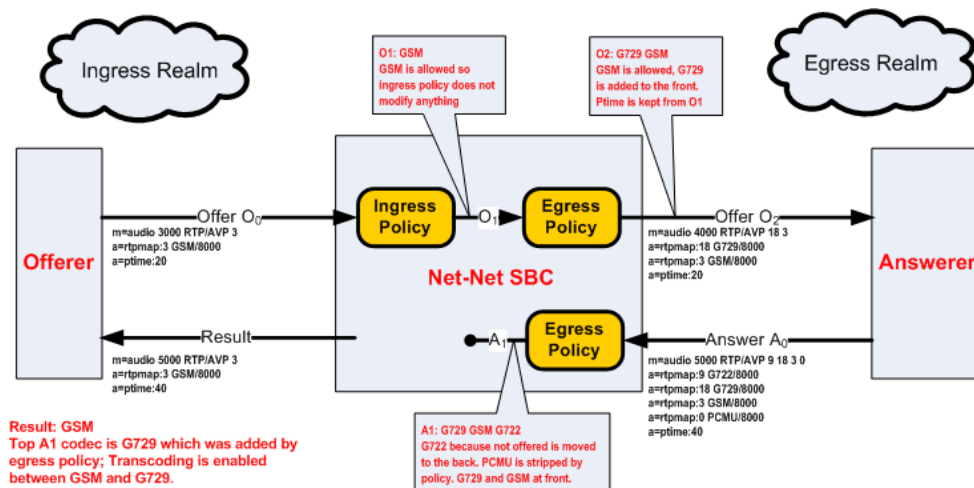 Ingress Realm
O1: GSM
GSM is allowed so
ingress policy does not
modify anything
O2: G729 GSM
GSM is allowed, G729
is added to the front.
Ptime is kept from O1
Egress Realm
Offerer
Offer O0
m=audio 3000 RTP/AVP 3
a=rtpmap:3 GSM/8000
a=ptime:20
Ingress
Policy
O1
Egress
Policy
Net-Net SBC
Offer O2
m=audio 4000 RTP/AVP 18 3
a=rtpmap:18 G729/8000
a=rtpmap:3 GSM/8000
a=ptime:20
Answerer
Result
m=audio 5000 RTP/AVP 3
a=rtpmap:3 GSM/8000
a=ptime:40
A1
Egress
Policy
Answer A0
m=audio 5000 RTP/AVP 9 18 3 0
a=rtpmap:9 G722/8000
a=rtpmap:18 G729/8000
a=rtpmap:3 GSM/8000
a=rtpmap:0 PCMU/8000
a=ptime:40
Result: GSM
Top A1 codec is G729 which was added by
egress policy; Transcoding is enabled
between GSM and G729.
A1: G729 GSM G722
G722 because not offered is moved
to the back. PCMU is stripped by
policy. G729 and GSM at front.